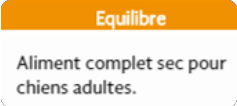 Equilibre
Aliment complet sec pour
chiens adultes.